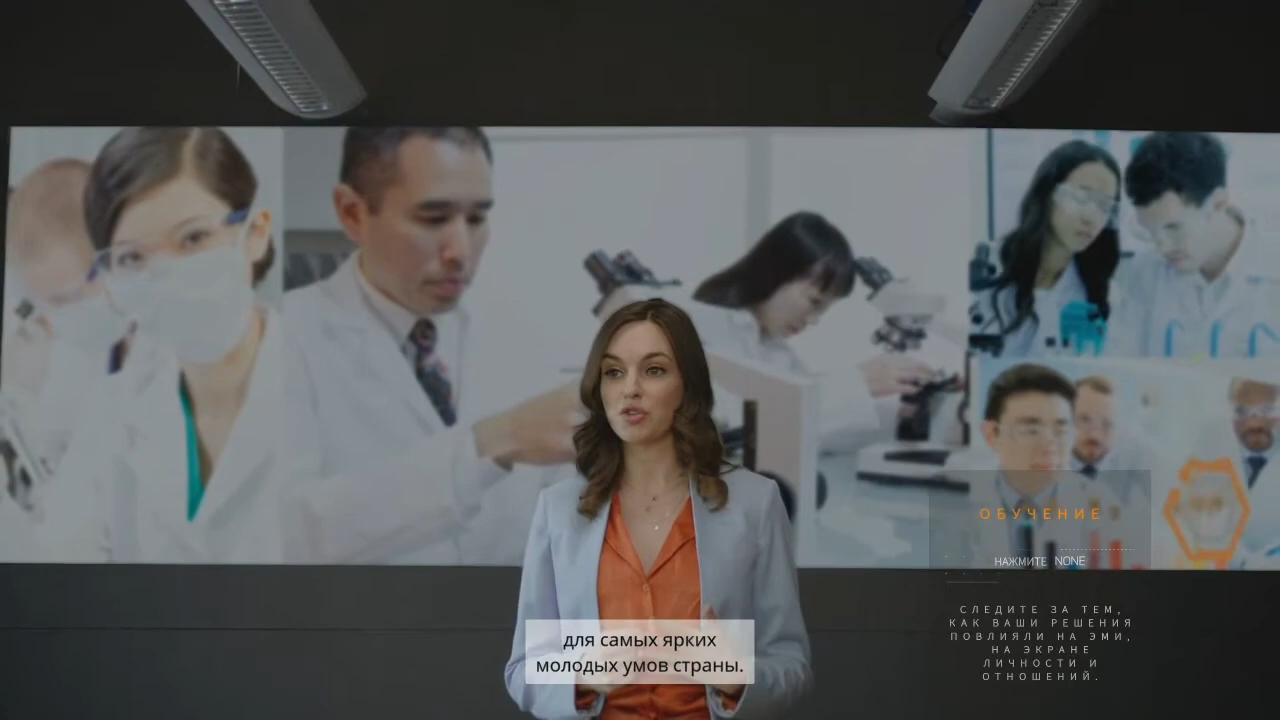 ОБУЧЕНИЕ
НАЖМИТЕ NONE
СЛЕДИТЕ ЗА ТЕМ,
КАК ВАШИ РЕШЕНИЯ
ПОВЛИЯЛИ НА ЭМИ,
НА ЭКРАНЕ
ЛИЧНОСТИ И
ОТНОШЕНИЙ.
для самых ярких
молодых умов страны.